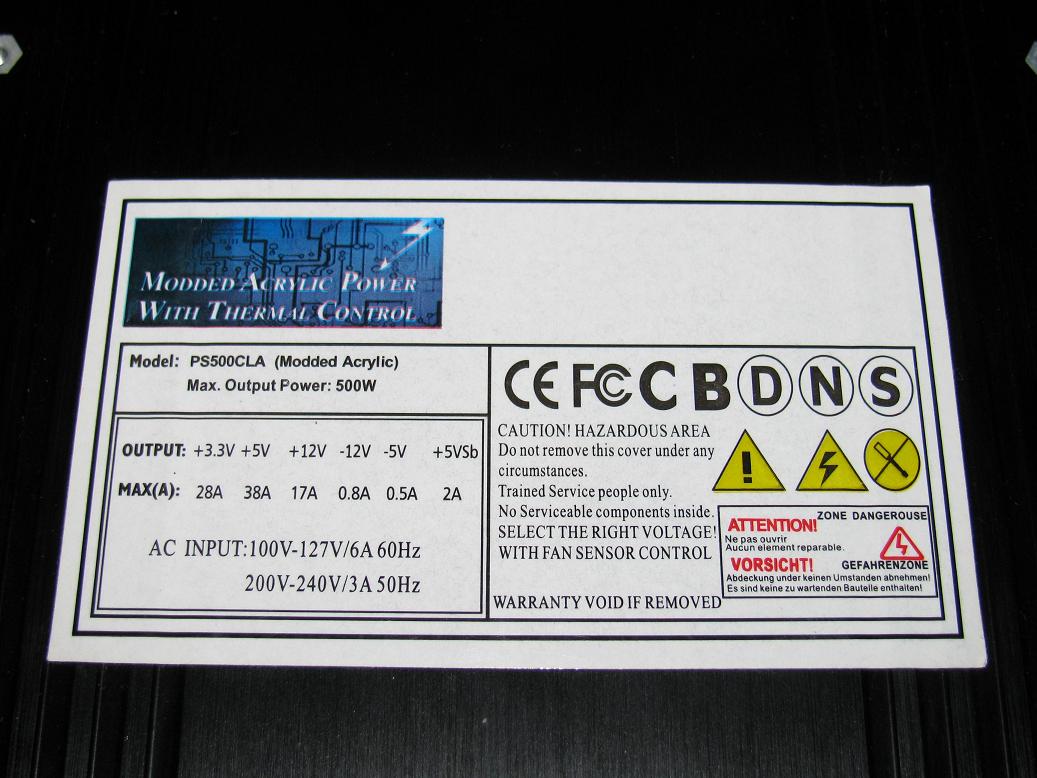 MODDED ACRYLIC POWER
WITH THERMAL CONTROL
Model: PS500CLA (Modded Acrylic)
Max. Output Power: 500W
OUTPUT: +3.3V +5V +12V -12V -5V +5VSb
MAX(A): 28A 38A 17A 0.8A 0.5A 2A
AC INPUT:100V-127V/6A 60Hz
200V-240V/3A 50Hz
CE FCC C B D N S
CAUTION! HAZARDOUS AREA
Do not remove this cover under any
circumstances.
Trained Service people only.
No Serviceable components inside.
SELECT THE RIGHT VOLTAGE!
WITH FAN SENSOR CONTROL
WARRANTY VOID IF REMOVED
ATTENTION! ZONE DANGEROUSE
Ne pas ouvrir
Aucun element reparable.
VORSICHT! GEFAHRENZONE
Abdeckung under keinen Umstanden abnehmen!
Es sind keine zu wartenden Bauteile enthalten!